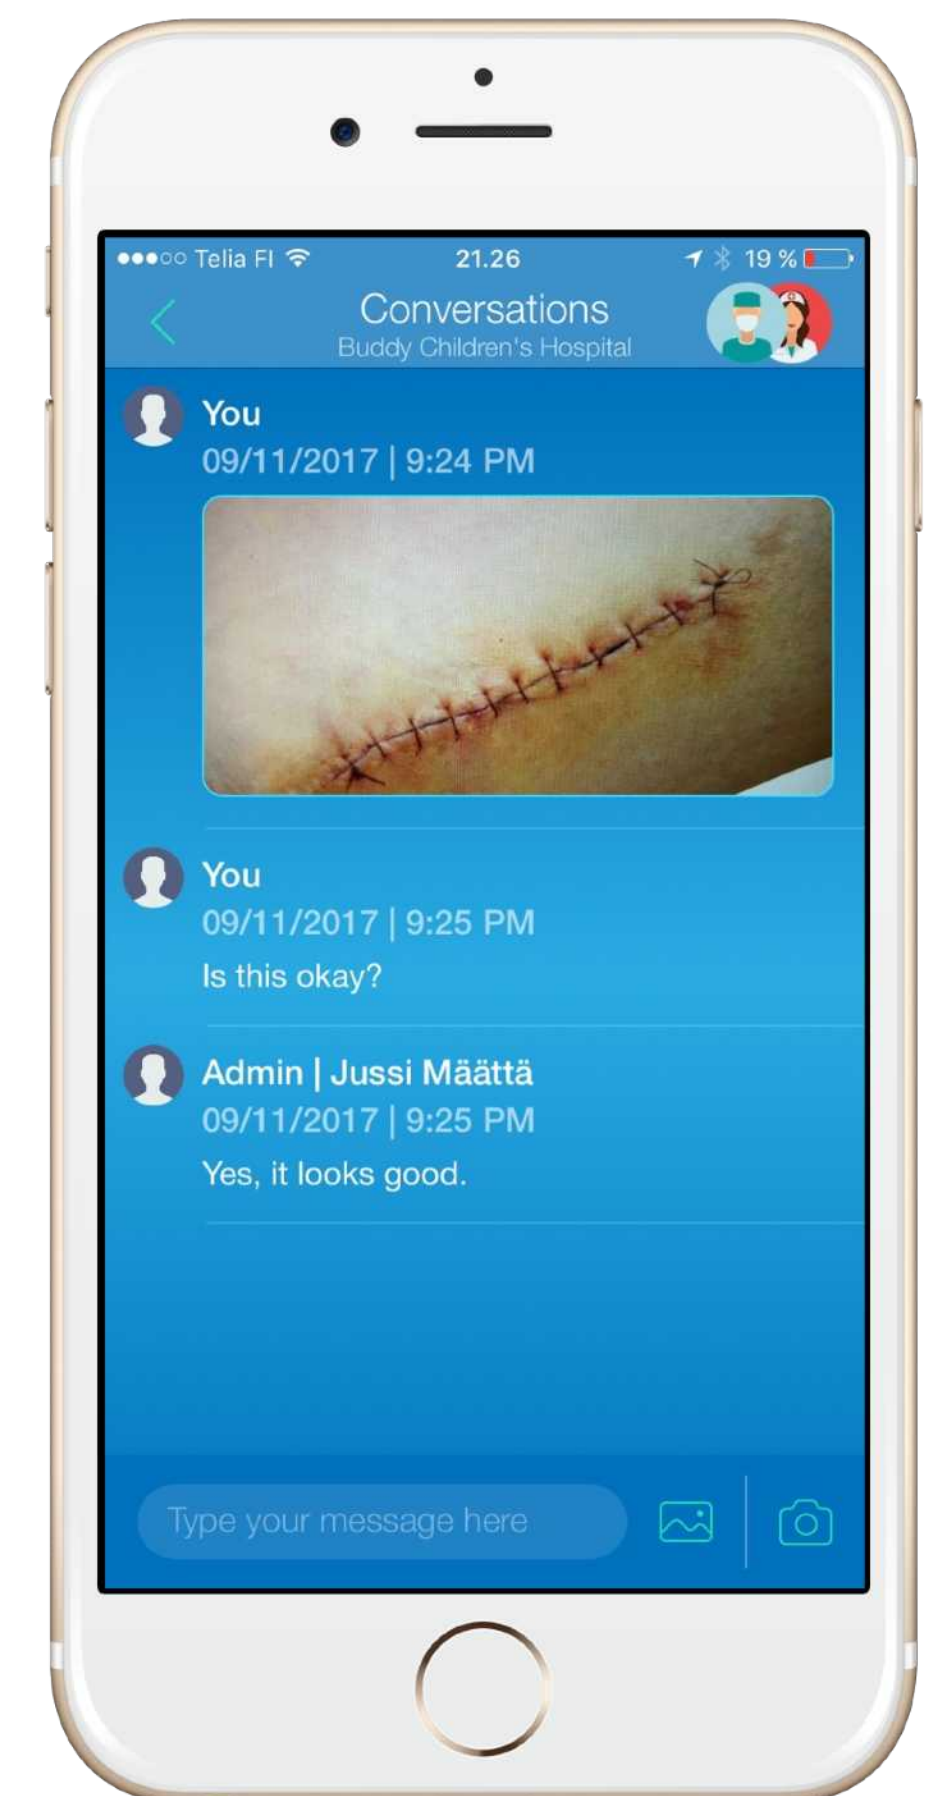 Telia FI 21.26 19 %
Conversations
Buddy Children's Hospital
You
09/11/2017 | 9:24 PM
You
09/11/2017 | 9:25 PM
Is this okay?
Admin | Jussi Määttä
09/11/2017 | 9:25 PM
Yes, it looks good.
Type your message here